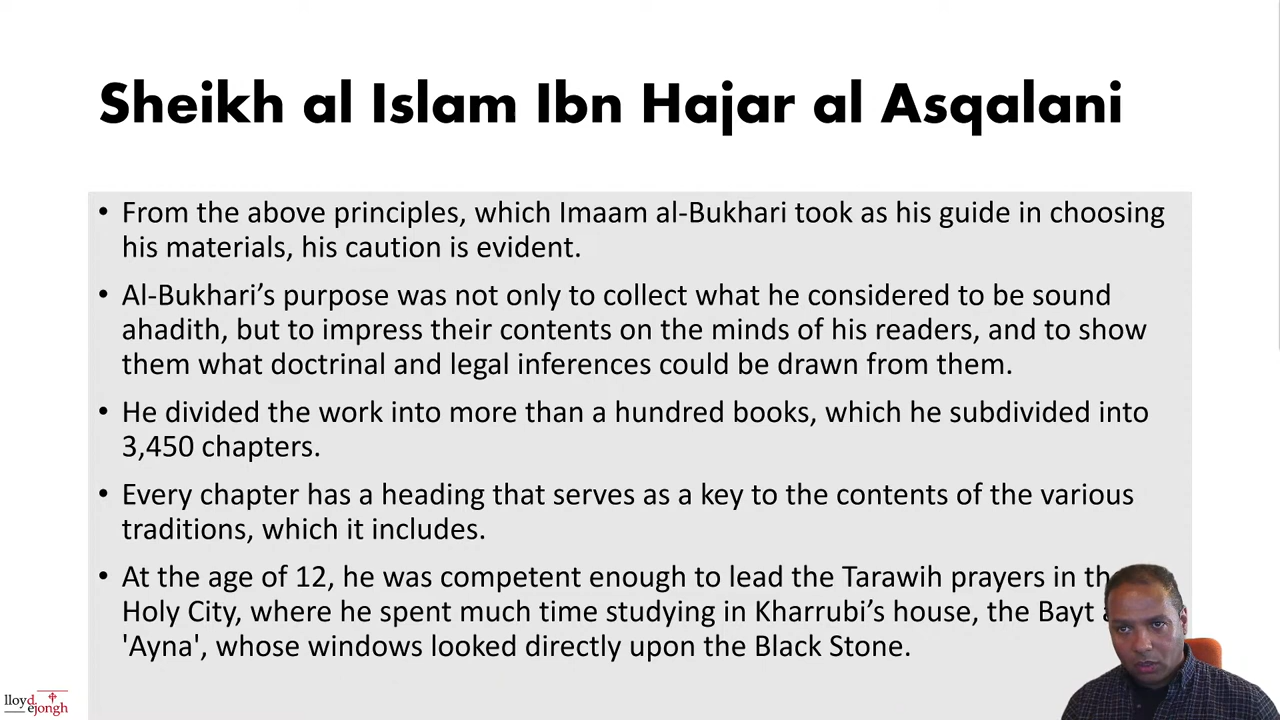 Sheikh al Islam Ibn Hajar al Asqalani
• From the above principles, which Imaam al-Bukhari took as his guide in choosing
his materials, his caution is evident.
• Al-Bukhari’s purpose was not only to collect what he considered to be sound
ahadith, but to impress their contents on the minds of his readers, and to show
them what doctrinal and legal inferences could be drawn from them.
• He divided the work into more than a hundred books, which he subdivided into
3,450 chapters.
• Every chapter has a heading that serves as a key to the contents of the various
traditions, which it includes.
• At the age of 12, he was competent enough to lead the Tarawih prayers in
Holy City, where he spent much time studying in Kharrubi’s house, the Bayt
'Ayna', whose windows looked directly upon the Black Stone.
lloyd
dejongh